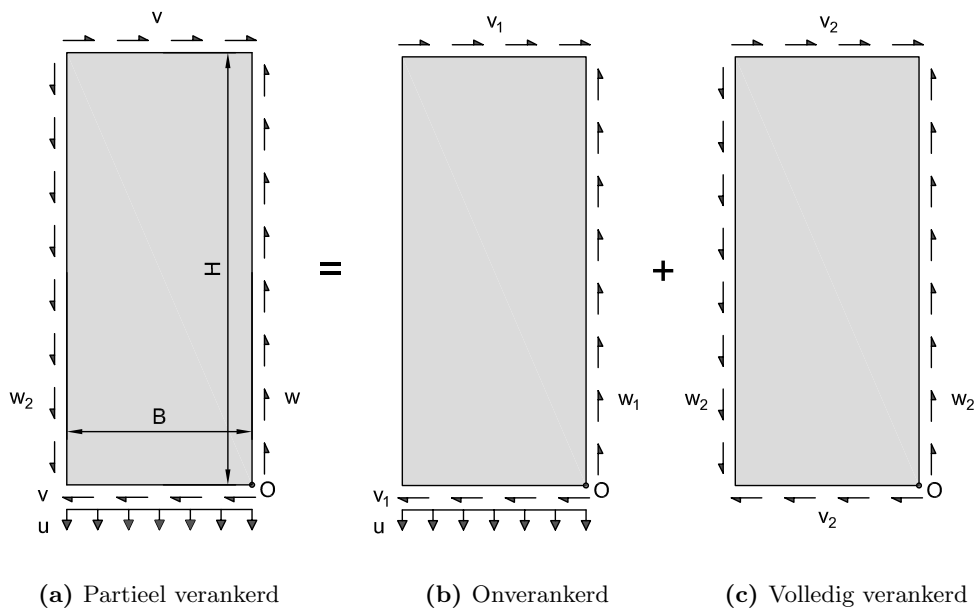 v
v₁
v₂
H
=
+
w₂
w
w₁
w₂
w₂
B
v
O
v₁
O
v₂
O
u
u
(a) Partieel verankerd
(b) Onverankerd
(c) Volledig verankerd